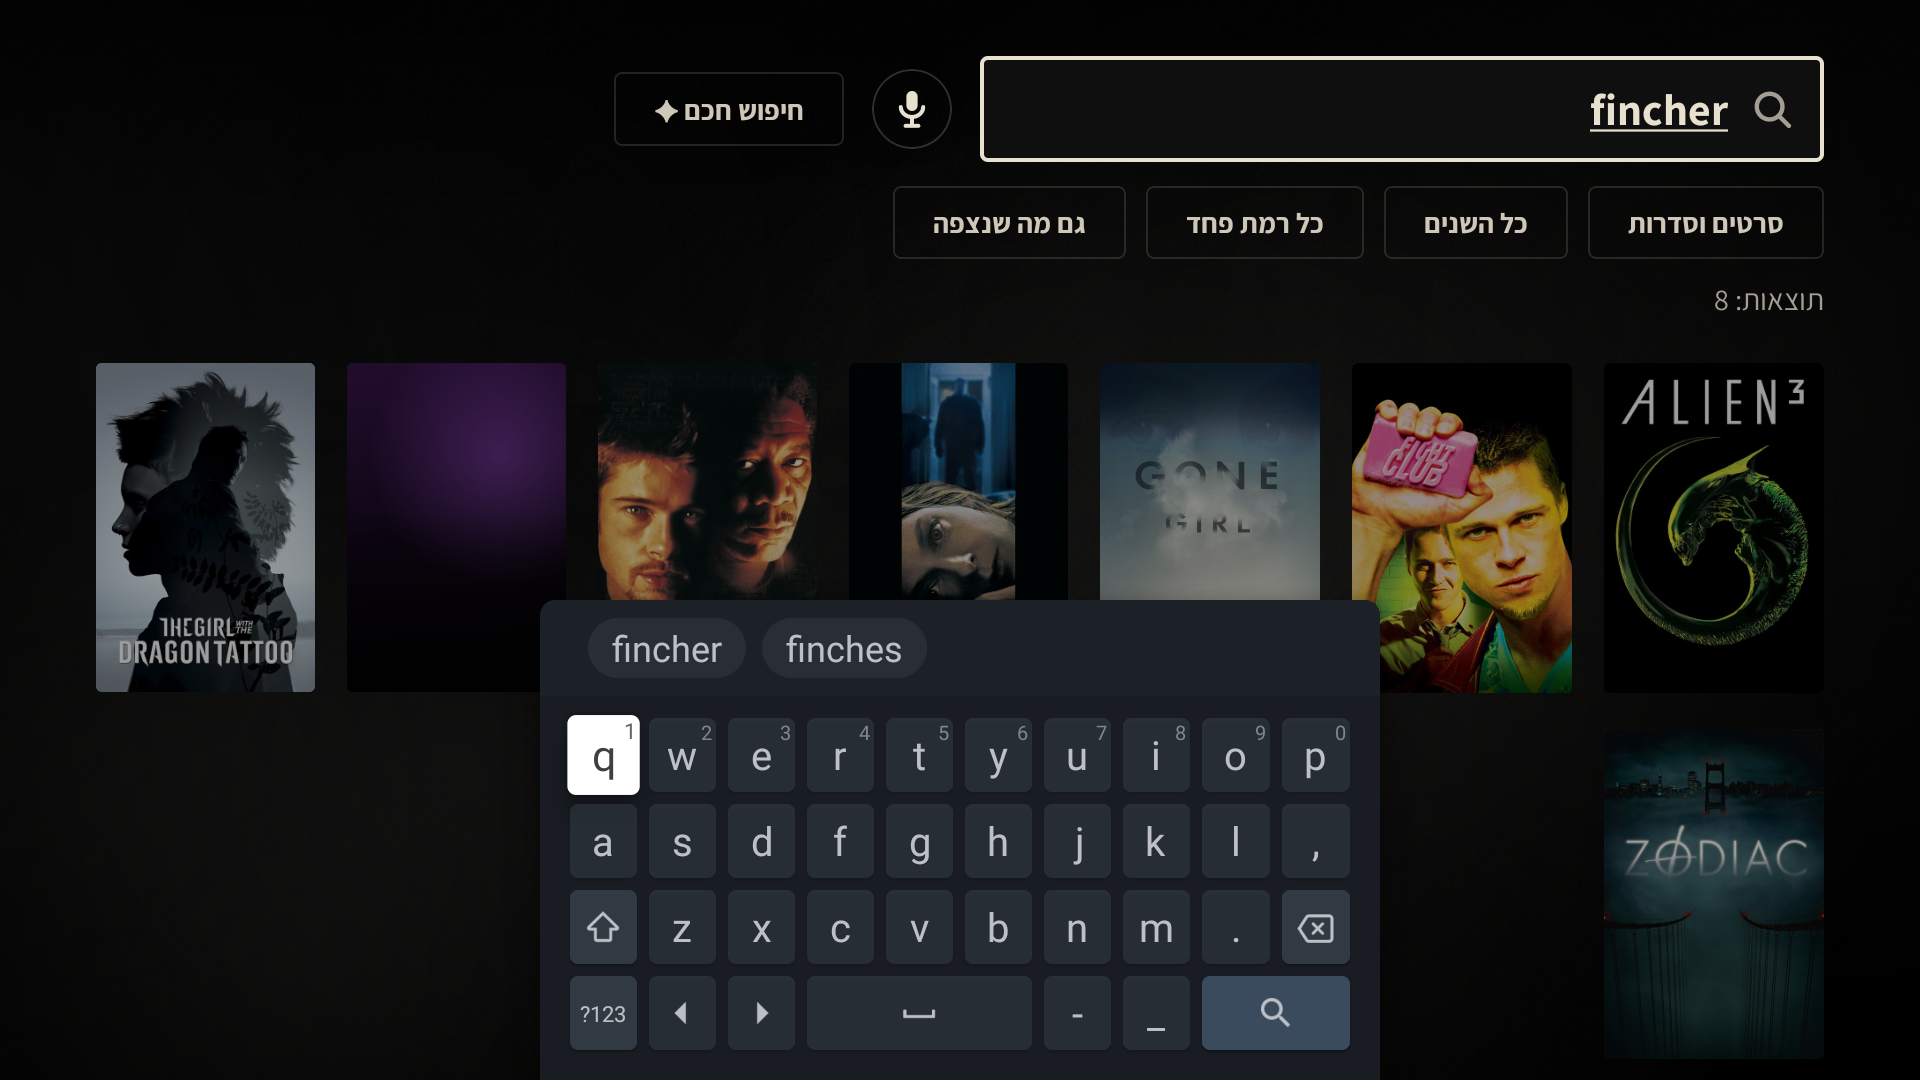 fincher
חיפוש חכם
סרטים וסדרות
כל השנים
כל רמת פחד
גם מה שנצפה
תוצאות: 8
ALIEN³
FIGHT CLUB
GONE GIRL
THE GIRL WITH THE DRAGON TATTOO
ZODIAC
fincher finches
q 1 w 2 e 3 r 4 t 5 y 6 u 7 i 8 o 9 p 0
a s d f g h j k l ,
z x c v b n m .
?123 - _